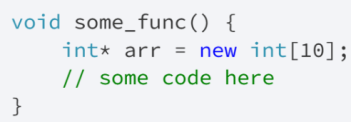 void some_func() {
    int* arr = new int[10];
    // some code here
}